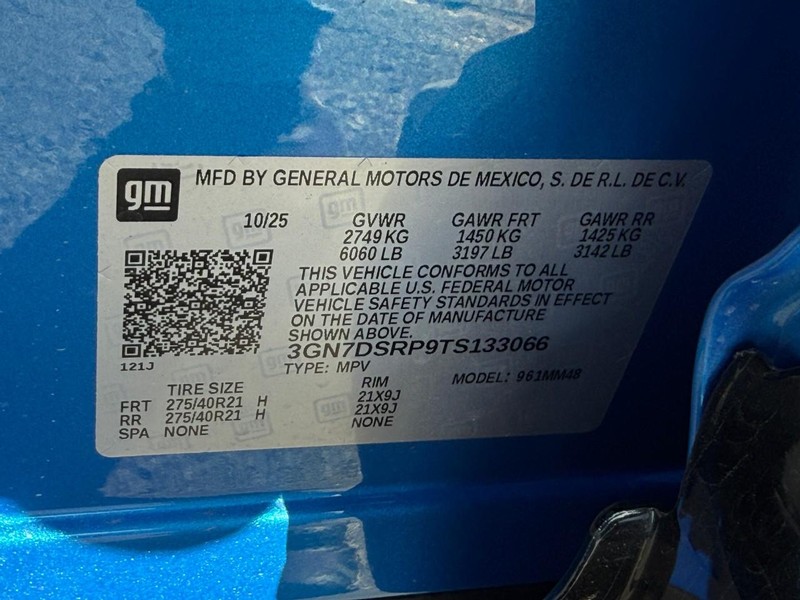 gm
MFD BY GENERAL MOTORS DE MEXICO, S. DE R.L. DE C.V.
10/25 GVWR GAWR FRT GAWR RR
2749 KG 1450 KG 1425 KG
6060 LB 3197 LB 3142 LB
THIS VEHICLE CONFORMS TO ALL
APPLICABLE U.S. FEDERAL MOTOR
VEHICLE SAFETY STANDARDS IN EFFECT
ON THE DATE OF MANUFACTURE
SHOWN ABOVE.
3GN7DSRP9TS133066
121J
TYPE: MPV MODEL: 961MM48
TIRE SIZE RIM
FRT 275/40R21 H 21X9J
RR 275/40R21 H 21X9J
SPA NONE NONE